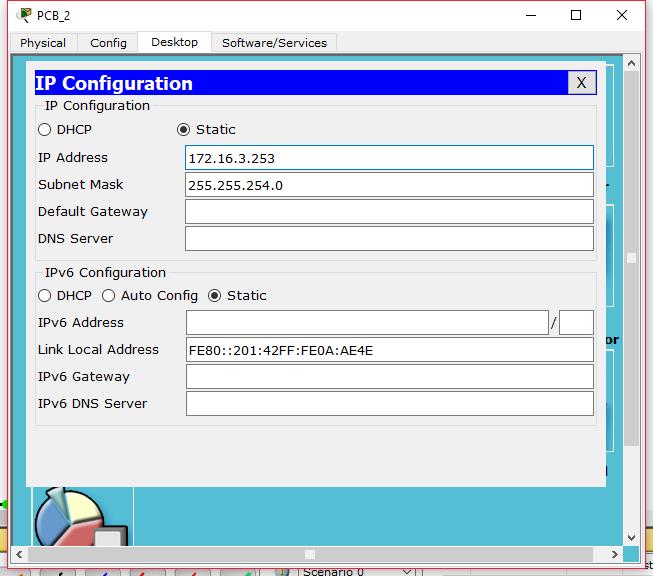 PCB_2
Physical Config Desktop Software/Services
IP Configuration
X
IP Configuration
DHCP Static
IP Address 172.16.3.253
Subnet Mask 255.255.254.0
Default Gateway
DNS Server
IPv6 Configuration
DHCP Auto Config Static
IPv6 Address /
Link Local Address FE80::201:42FF:FE0A:AE4E
IPv6 Gateway
IPv6 DNS Server
or
Scenario 0
st